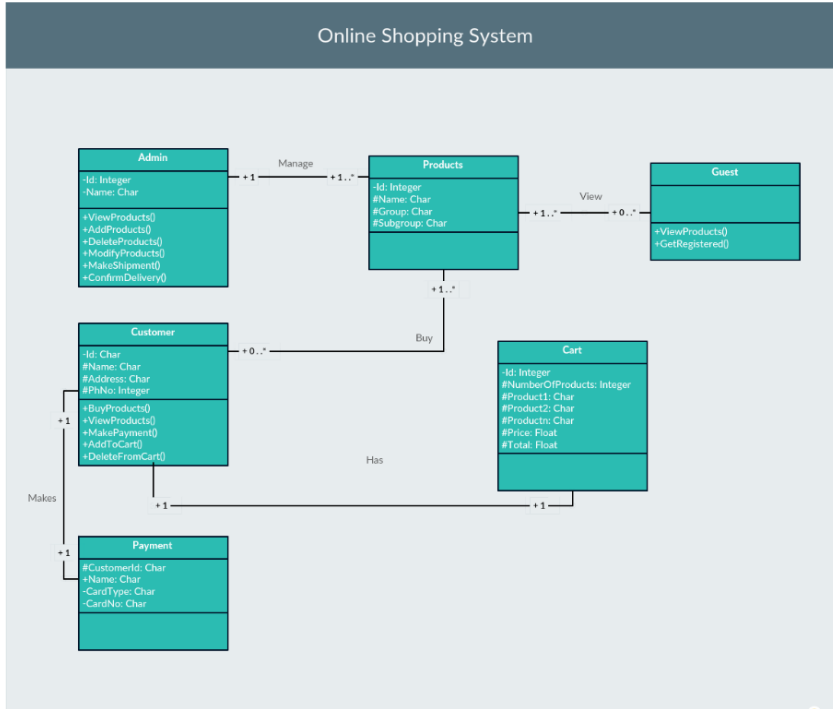 Online Shopping System
Admin
-Id: Integer
-Name: Char
+ViewProducts()
+AddProducts()
+DeleteProducts()
+ModifyProducts()
+MakeShipment()
+ConfirmDelivery()
+1
Manage
+1..*
Products
-Id: Integer
#Name: Char
#Group: Char
#Subgroup: Char
+1..*
View
+0..*
Guest
+ViewProducts()
+GetRegistered()
+1..*
Buy
+0..*
Customer
-Id: Char
#Name: Char
#Address: Char
#PhNo: Integer
+BuyProducts()
+ViewProducts()
+MakePayment()
+AddToCart()
+DeleteFromCart()
Cart
-Id: Integer
#NumberOfProducts: Integer
#Product1: Char
#Product2: Char
#Productn: Char
#Price: Float
#Total: Float
+1
Has
+1
+1
Makes
+1
Payment
#CustomerId: Char
+Name: Char
-CardType: Char
-CardNo: Char